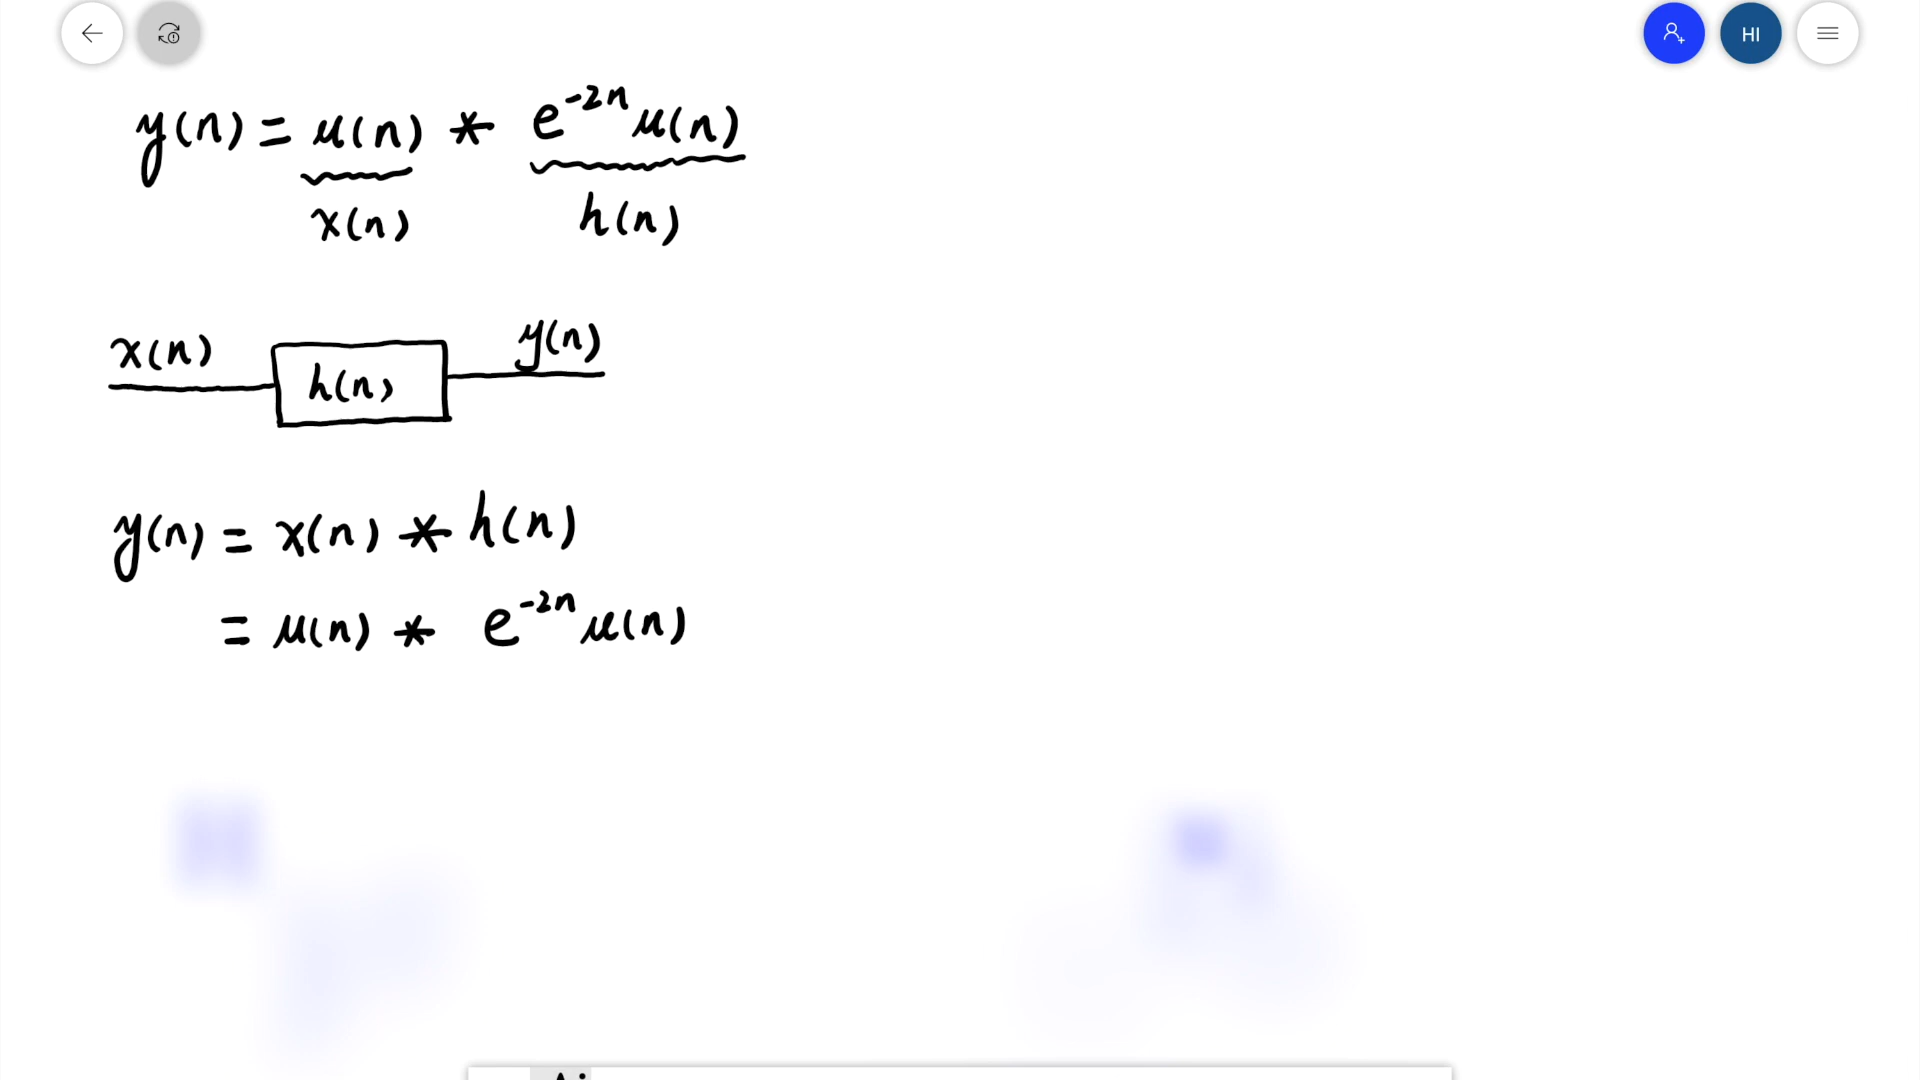 HI
y(n) = u(n) * e^{-2n} u(n)
x(n) h(n)
x(n) h(n) y(n)
y(n) = x(n) * h(n)
= u(n) * e^{-2n} u(n)